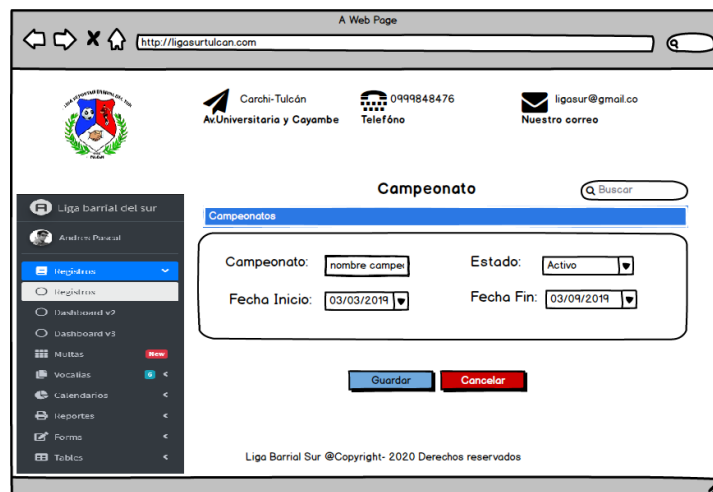 A Web Page
http://ligasurtulcan.com
Carchi-Tulcán
Av.Universitaria y Cayambe
0999848476
Telefóno
ligasur@gmail.co
Nuestro correo
Campeonato
Buscar
Campeonatos
Liga barrial del sur
Andres Pascal
Registros
Registros
Dashboard v2
Dashboard v3
Multas New
Vocalias 6
Calendarios
Reportes
Forms
Tables
Campeonato: nombre campe
Estado: Activo
Fecha Inicio: 03/03/2019
Fecha Fin: 03/09/2019
Guardar
Cancelar
Liga Barrial Sur @Copyright- 2020 Derechos reservados